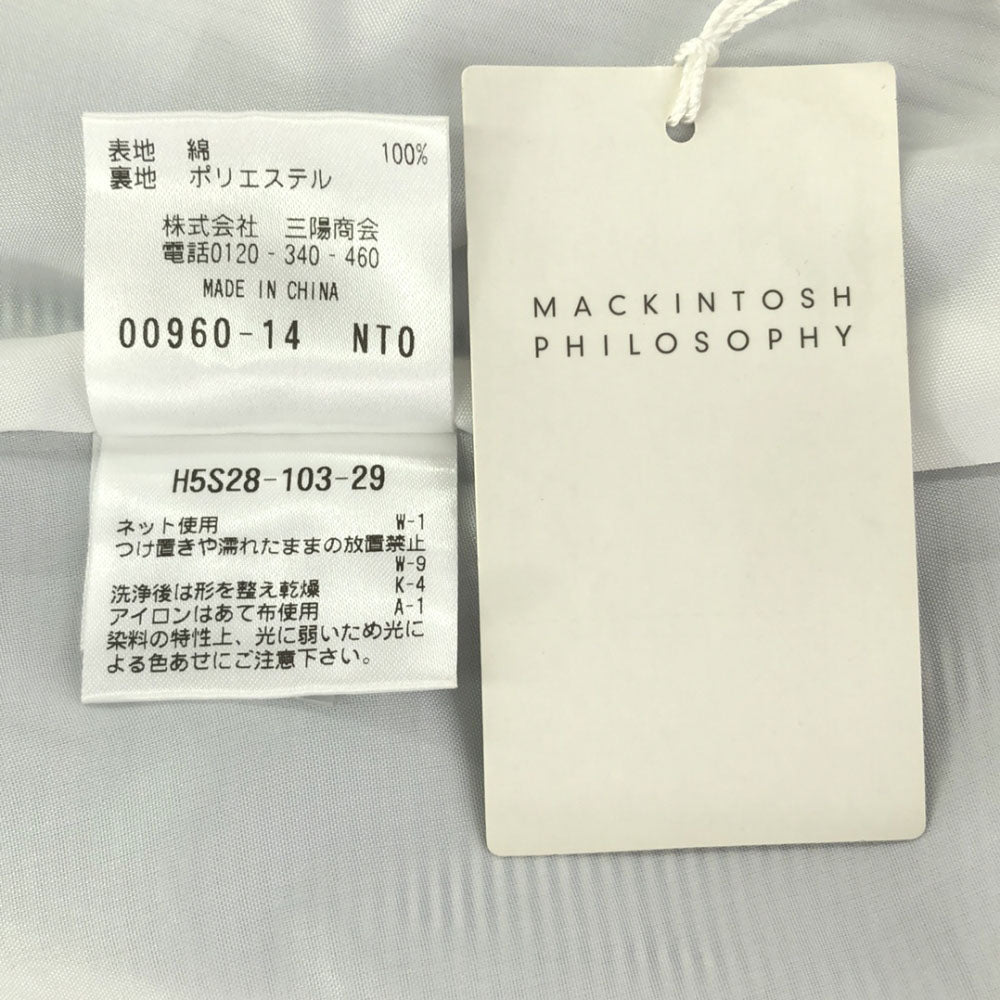 表地 綿 100%
裏地 ポリエステル
株式会社 三陽商会
電話0120-340-460
MADE IN CHINA
00960-14 NTO
H5S28-103-29
ネット使用 W-1
つけ置きや濡れたままの放置禁止
W-9
洗浄後は形を整え乾燥 K-4
アイロンはあて布使用 A-1
染料の特性上、光に弱いため光に
よる色あせにご注意下さい。
MACKINTOSH
PHILOSOPHY